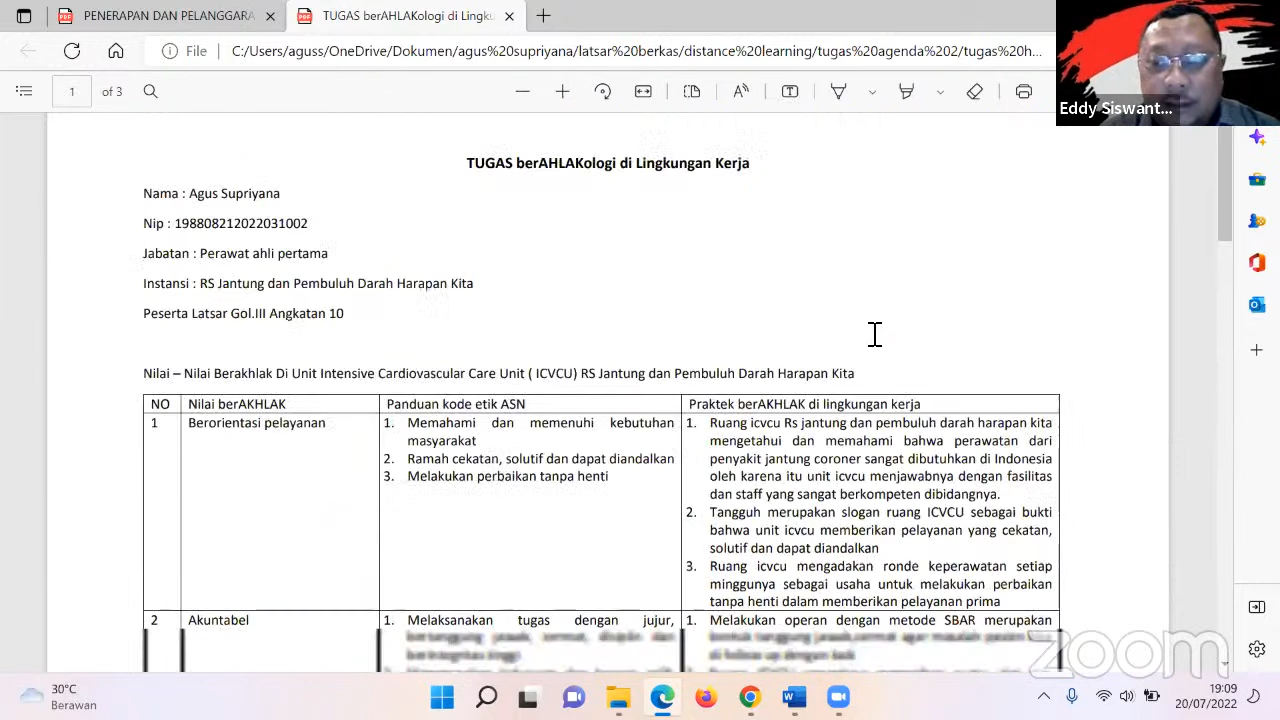 PENERAPAN DAN PELANGGARA
TUGAS berAHLAKologi di Lingku
File
C:/Users/aguss/OneDrive/Dokumen/agus%20supriyana/latsar%20berkas/distance%20learning/tugas%20agenda%202/tugas%20h...
1 of 3
Eddy Siswant...
TUGAS berAHLAKologi di Lingkungan Kerja
Nama : Agus Supriyana
Nip : 198808212022031002
Jabatan : Perawat ahli pertama
Instansi : RS Jantung dan Pembuluh Darah Harapan Kita
Peserta Latsar Gol.III Angkatan 10
Nilai – Nilai Berakhlak Di Unit Intensive Cardiovascular Care Unit ( ICVCU) RS Jantung dan Pembuluh Darah Harapan Kita
NO Nilai berAKHLAK Panduan kode etik ASN Praktek berAKHLAK di lingkungan kerja
1 Berorientasi pelayanan
1. Memahami dan memenuhi kebutuhan
masyarakat
2. Ramah cekatan, solutif dan dapat diandalkan
3. Melakukan perbaikan tanpa henti
1. Ruang icvcu Rs jantung dan pembuluh darah harapan kita
mengetahui dan memahami bahwa perawatan dari
penyakit jantung coroner sangat dibutuhkan di Indonesia
oleh karena itu unit icvcu menjawabnya dengan fasilitas
dan staff yang sangat berkompeten dibidangnya.
2. Tangguh merupakan slogan ruang ICVCU sebagai bukti
bahwa unit icvcu memberikan pelayanan yang cekatan,
solutif dan dapat diandalkan
3. Ruang icvcu mengadakan ronde keperawatan setiap
minggunya sebagai usaha untuk melakukan perbaikan
tanpa henti dalam memberikan pelayanan prima
2 Akuntabel
1. Melaksanakan tugas dengan jujur,
1. Melakukan operan dengan metode SBAR merupakan
zoom
30°C
Berawan
19:09
20/07/2022